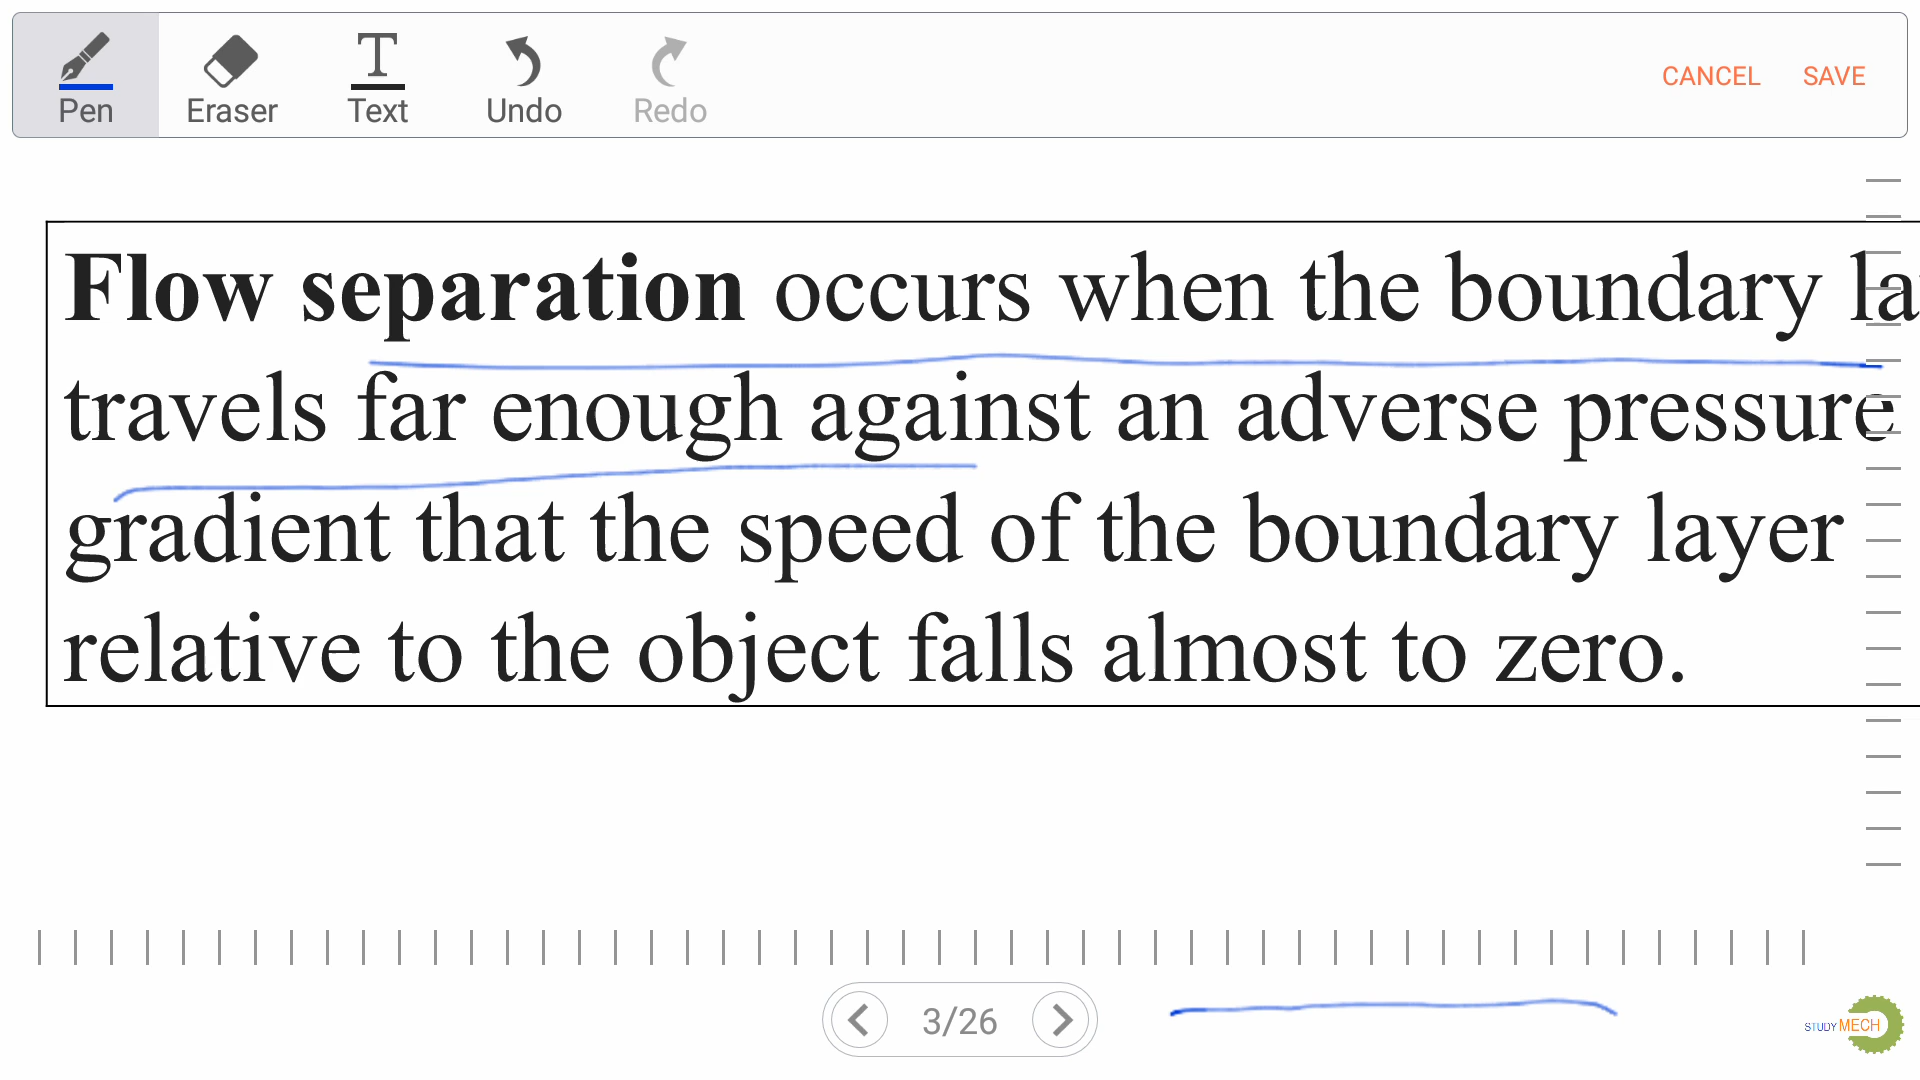 Pen Eraser Text Undo Redo CANCEL SAVE
Flow separation occurs when the boundary la
travels far enough against an adverse pressure
gradient that the speed of the boundary layer
relative to the object falls almost to zero.
3/26
STUDY MECH